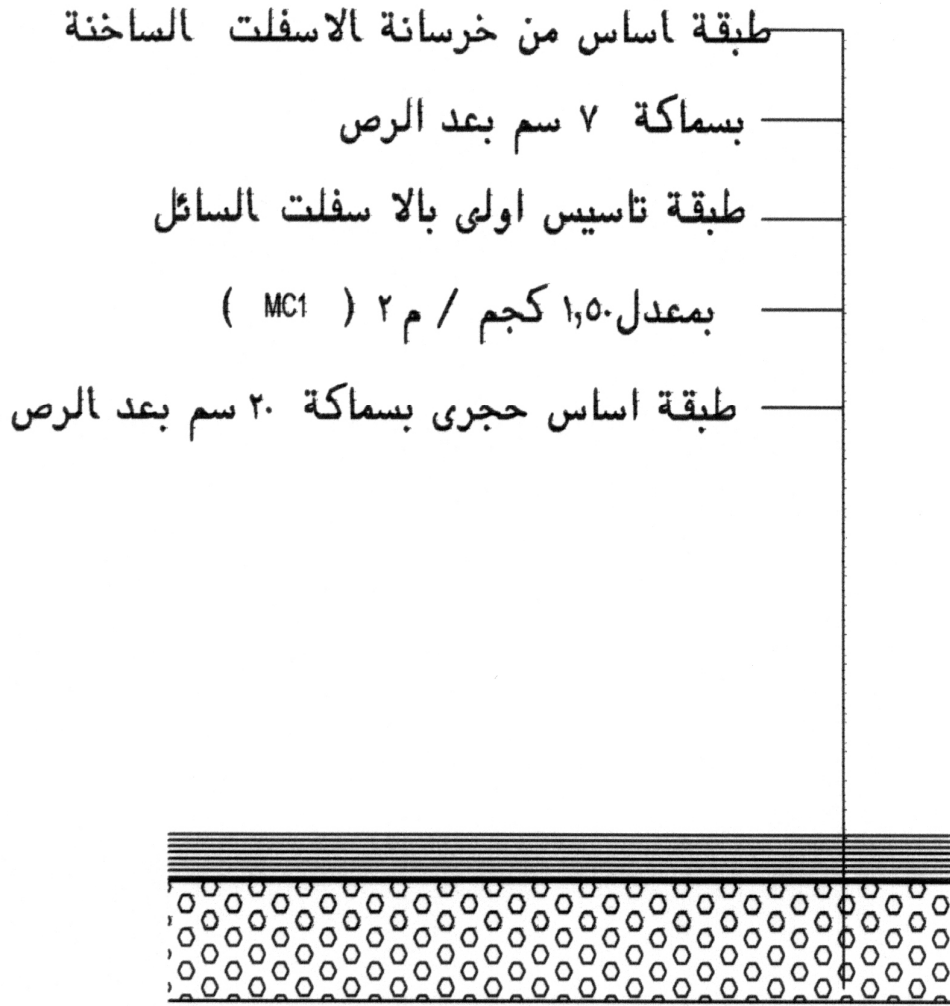 طبقة اساس من خرسانة الاسفلت الساخنة
بسماكة ٧ سم بعد الرص
طبقة تاسيس اولى بالا سفلت السائل
بمعدل ١,٥٠ كجم / م ٢ ( MC1 )
طبقة اساس حجرى بسماكة ٢٠ سم بعد الرص